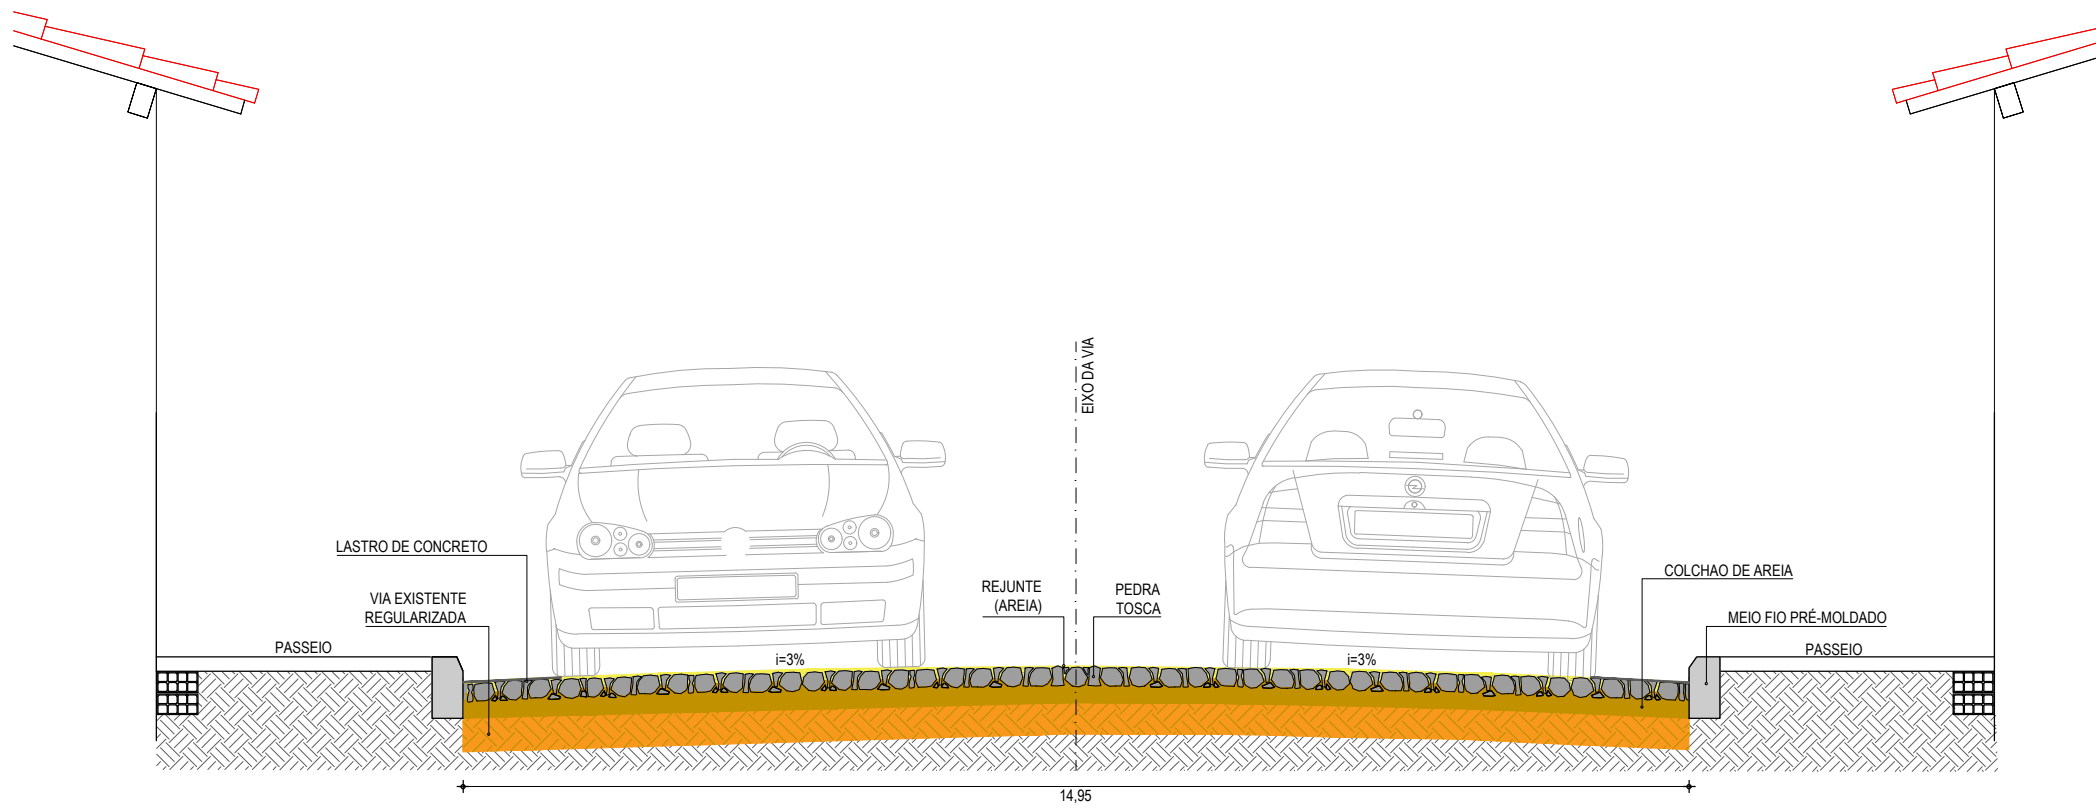 EIXO DA VIA
LASTRO DE CONCRETO
VIA EXISTENTE
REGULARIZADA
REJUNTE
(AREIA)
PEDRA
TOSCA
COLCHAO DE AREIA
MEIO FIO PRÉ-MOLDADO
PASSEIO
i=3%
i=3%
PASSEIO
14,95